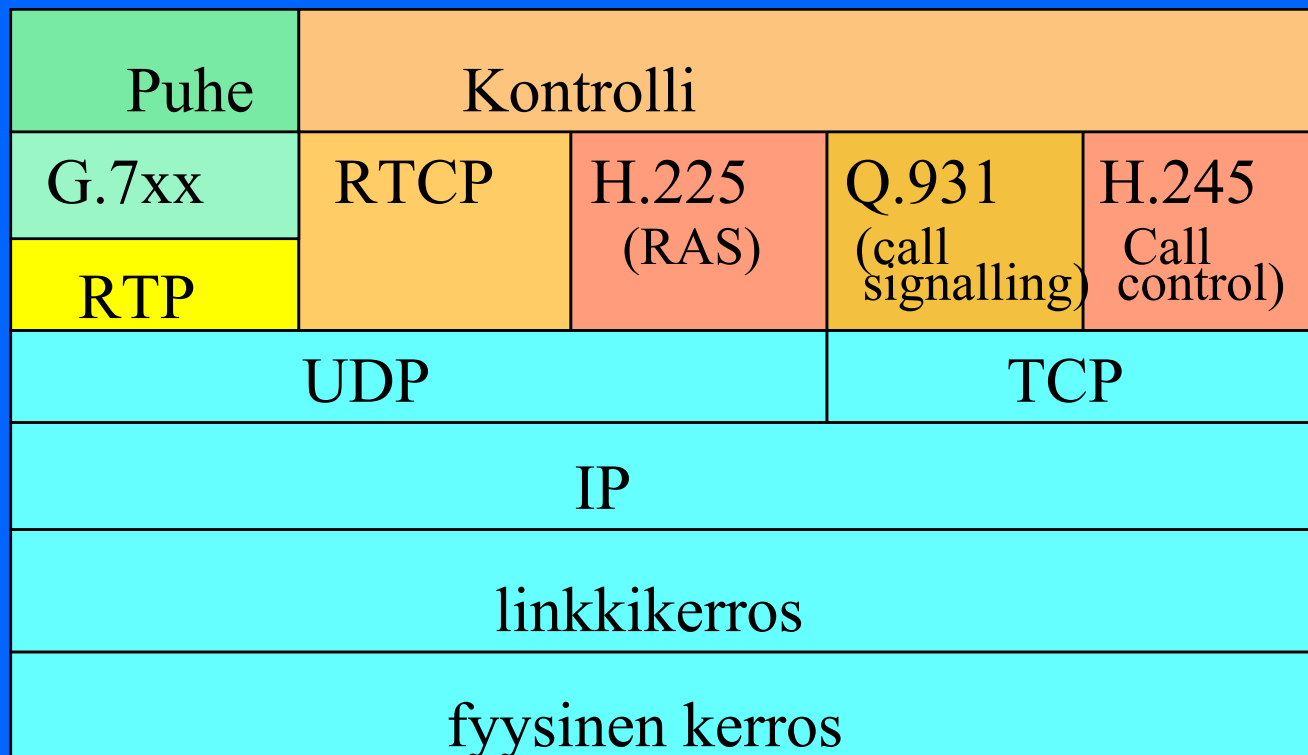 Puhe Kontrolli
G.7xx RTCP H.225 Q.931 H.245
(RAS) (call Call
signalling) control)
RTP
UDP TCP
IP
linkkikerros
fyysinen kerros